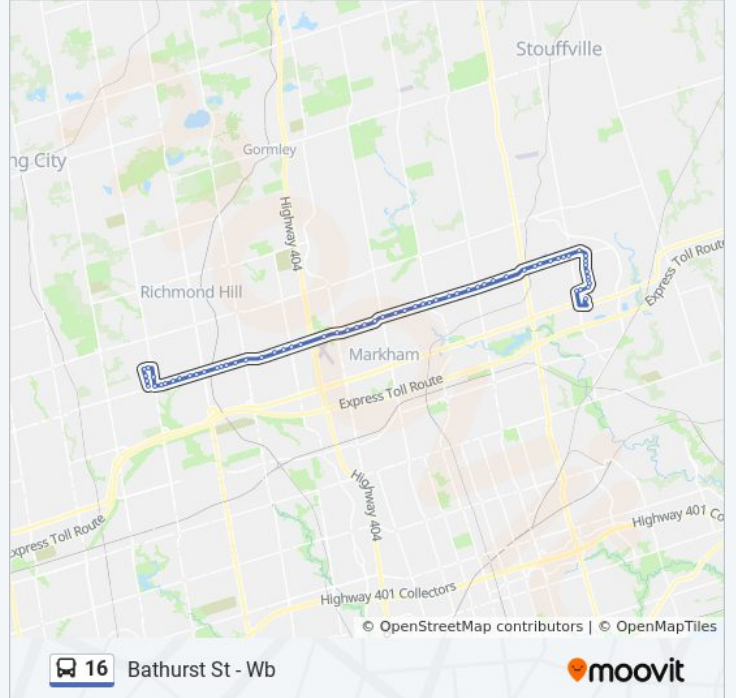 Stouffville
Gormley
ng City
Highway 404
Express Toll Route
Richmond Hill
Markham
Express Toll Route
Highway 404
Highway 401 Co
xpress Toll Route
Highway 401 Collectors
© OpenStreetMap contributors | © OpenMapTiles
16 Bathurst St - Wb
moovit